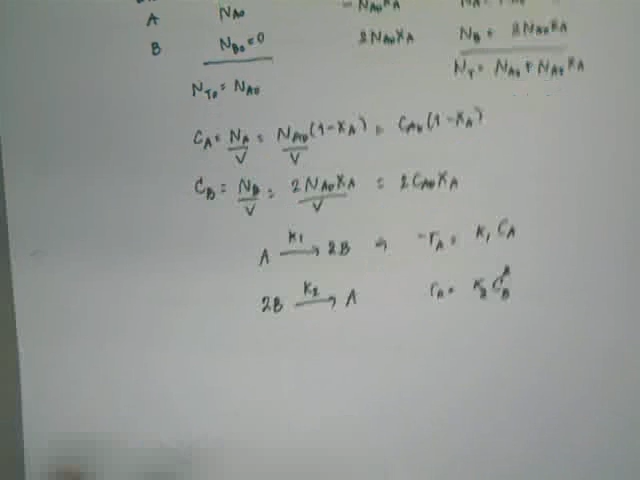 A N_A0 -N_A0 X_A
B N_B0 = 0 2N_A0 X_A N_B = 2N_A0 X_A
N_T0 = N_A0 N_T = N_A0 + N_A0 X_A
C_A = N_A/V = N_A0(1-X_A)/V = C_A0(1-X_A)
C_B = N_B/V = 2N_A0 X_A/V = 2C_A0 X_A
A —K_1→ 2B ⇒ -r_A = K_1 C_A
2B —K_2→ A r_A = K_2 C_B^2